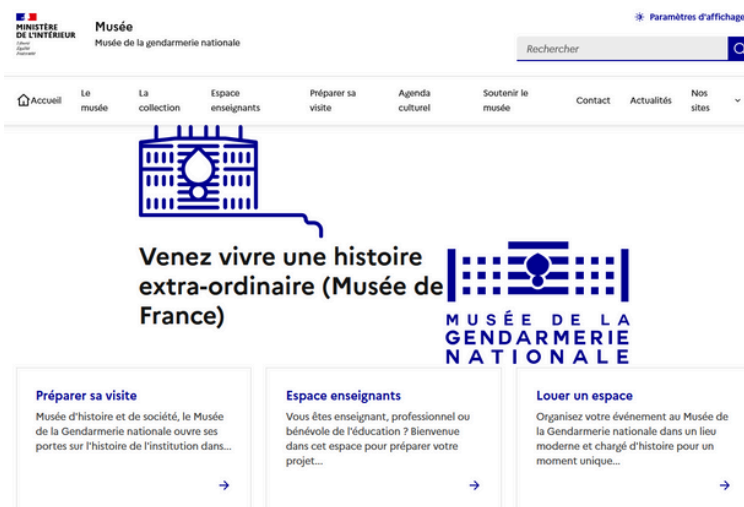 MINISTÈRE
DE L'INTÉRIEUR
Liberté
Égalité
Fraternité
Musée
Musée de la gendarmerie nationale
Paramètres d'affichage
Rechercher
Accueil
Le
musée
La
collection
Espace
enseignants
Préparer sa
visite
Agenda
culturel
Soutenir le
musée
Contact
Actualités
Nos
sites
Venez vivre une histoire
extra-ordinaire (Musée de
France)
MUSÉE DE LA
GENDARMERIE
NATIONALE
Préparer sa visite
Musée d'histoire et de société, le Musée
de la Gendarmerie nationale ouvre ses
portes sur l'histoire de l'institution dans...
Espace enseignants
Vous êtes enseignant, professionnel ou
bénévole de l'éducation ? Bienvenue
dans cet espace pour préparer votre
projet...
Louer un espace
Organisez votre événement au Musée de
la Gendarmerie nationale dans un lieu
moderne et chargé d'histoire pour un
moment unique...